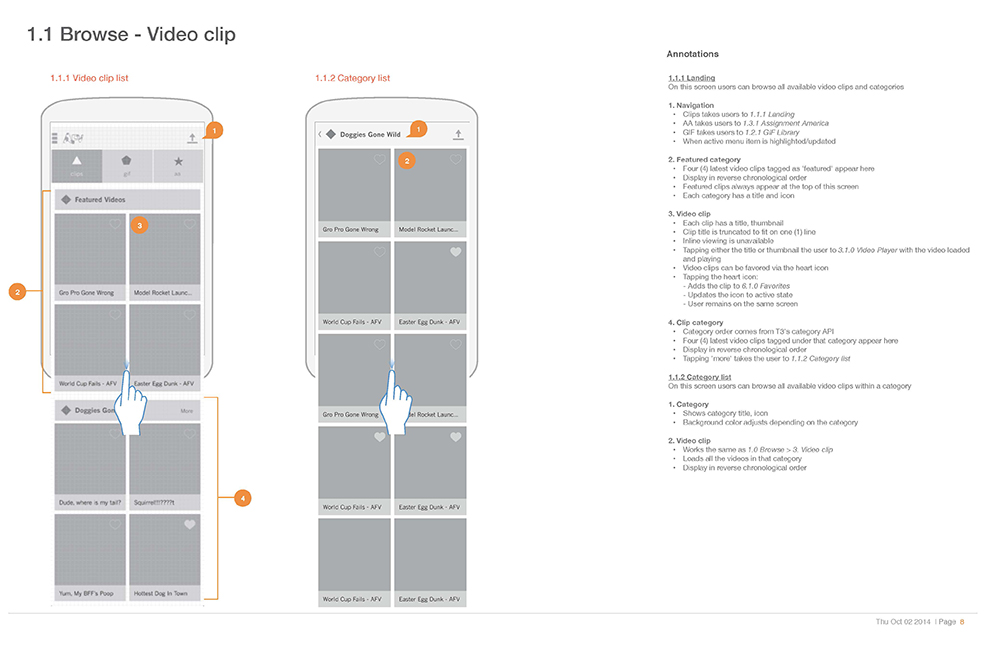 1.1 Browse - Video clip
1.1.1 Video clip list
1.1.2 Category list
AFV
1
clips
gif
aa
Featured Videos
3
2
Gro Pro Gone Wrong
Model Rocket Launc...
World Cup Fails - AFV
Easter Egg Dunk - AFV
Doggies Gon
More
4
Dude, where is my tail?
Squirrel!!!????t
Yum, My BFF's Poop
Hottest Dog In Town
Doggies Gone Wild
1
2
Gro Pro Gone Wrong
Model Rocket Launc...
World Cup Fails - AFV
Easter Egg Dunk - AFV
Gro Pro Gone Wrong
Model Rocket Launc...
World Cup Fails - AFV
Easter Egg Dunk - AFV
World Cup Fails - AFV
Easter Egg Dunk - AFV
Annotations
1.1.1 Landing
On this screen users can browse all available video clips and categories
1. Navigation
• Clips takes users to 1.1.1 Landing
• AA takes users to 1.3.1 Assignment America
• GIF takes users to 1.2.1 GIF Library
• When active menu item is highlighted/updated
2. Featured category
• Four (4) latest video clips tagged as 'featured' appear here
• Display in reverse chronological order
• Featured clips always appear at the top of this screen
• Each category has a title and icon
3. Video clip
• Each clip has a title, thumbnail
• Clip title is truncated to fit on one (1) line
• Inline viewing is unavailable
• Tapping either the title or thumbnail the user to 3.1.0 Video Player with the video loaded
and playing
• Video clips can be favored via the heart icon
• Tapping the heart icon:
- Adds the clip to 6.1.0 Favorites
- Updates the icon to active state
- User remains on the same screen
4. Clip category
• Category order comes from T3's category API
• Four (4) latest video clips tagged under that category appear here
• Display in reverse chronological order
• Tapping 'more' takes the user to 1.1.2 Category list
1.1.2 Category list
On this screen users can browse all available video clips within a category
1. Category
• Shows category title, icon
• Background color adjusts depending on the category
2. Video clip
• Works the same as 1.0 Browse > 3. Video clip
• Loads all the videos in that category
• Display in reverse chronological order
Thu Oct 02 2014 | Page 8